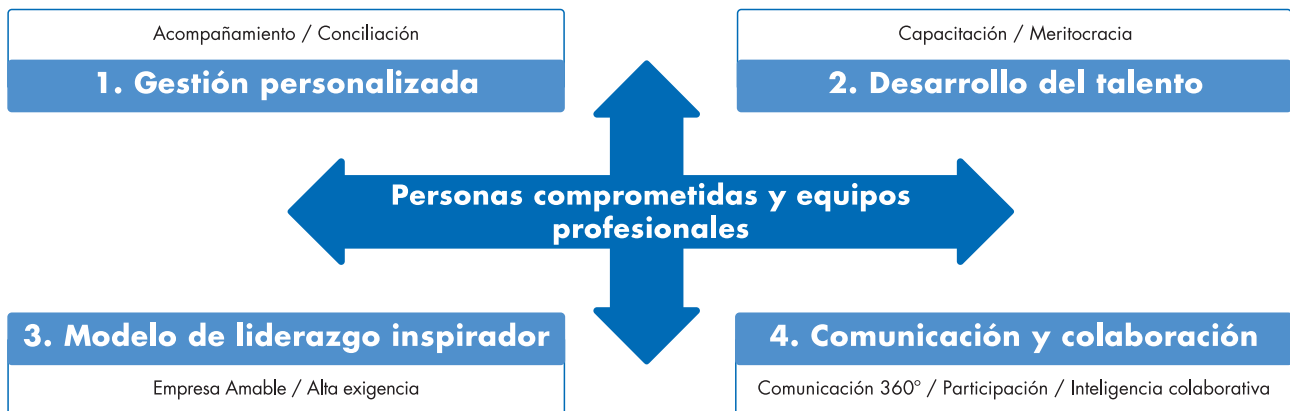 Acompañamiento / Conciliación
1. Gestión personalizada
Capacitación / Meritocracia
2. Desarrollo del talento
Personas comprometidas y equipos
profesionales
3. Modelo de liderazgo inspirador
Empresa Amable / Alta exigencia
4. Comunicación y colaboración
Comunicación 360º / Participación / Inteligencia colaborativa